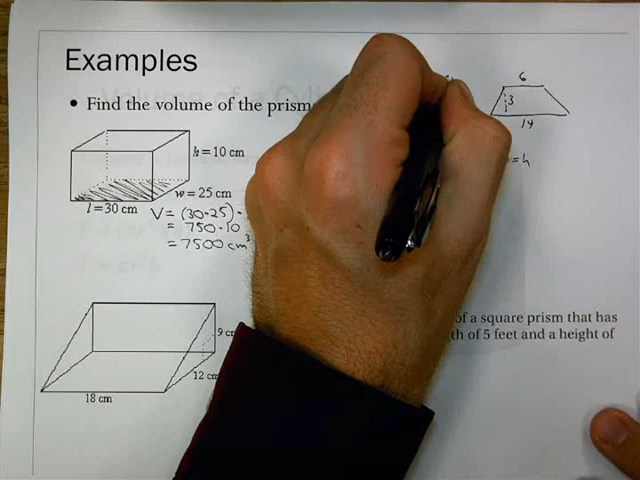 Examples
• Find the volume of the prism
6
3
14
h = 10 cm
= h
w = 25 cm
l = 30 cm
V = (30·25) ·
= 750·10
= 7500 cm³
of a square prism that has
9 cm
th of 5 feet and a height of
12 cm
18 cm